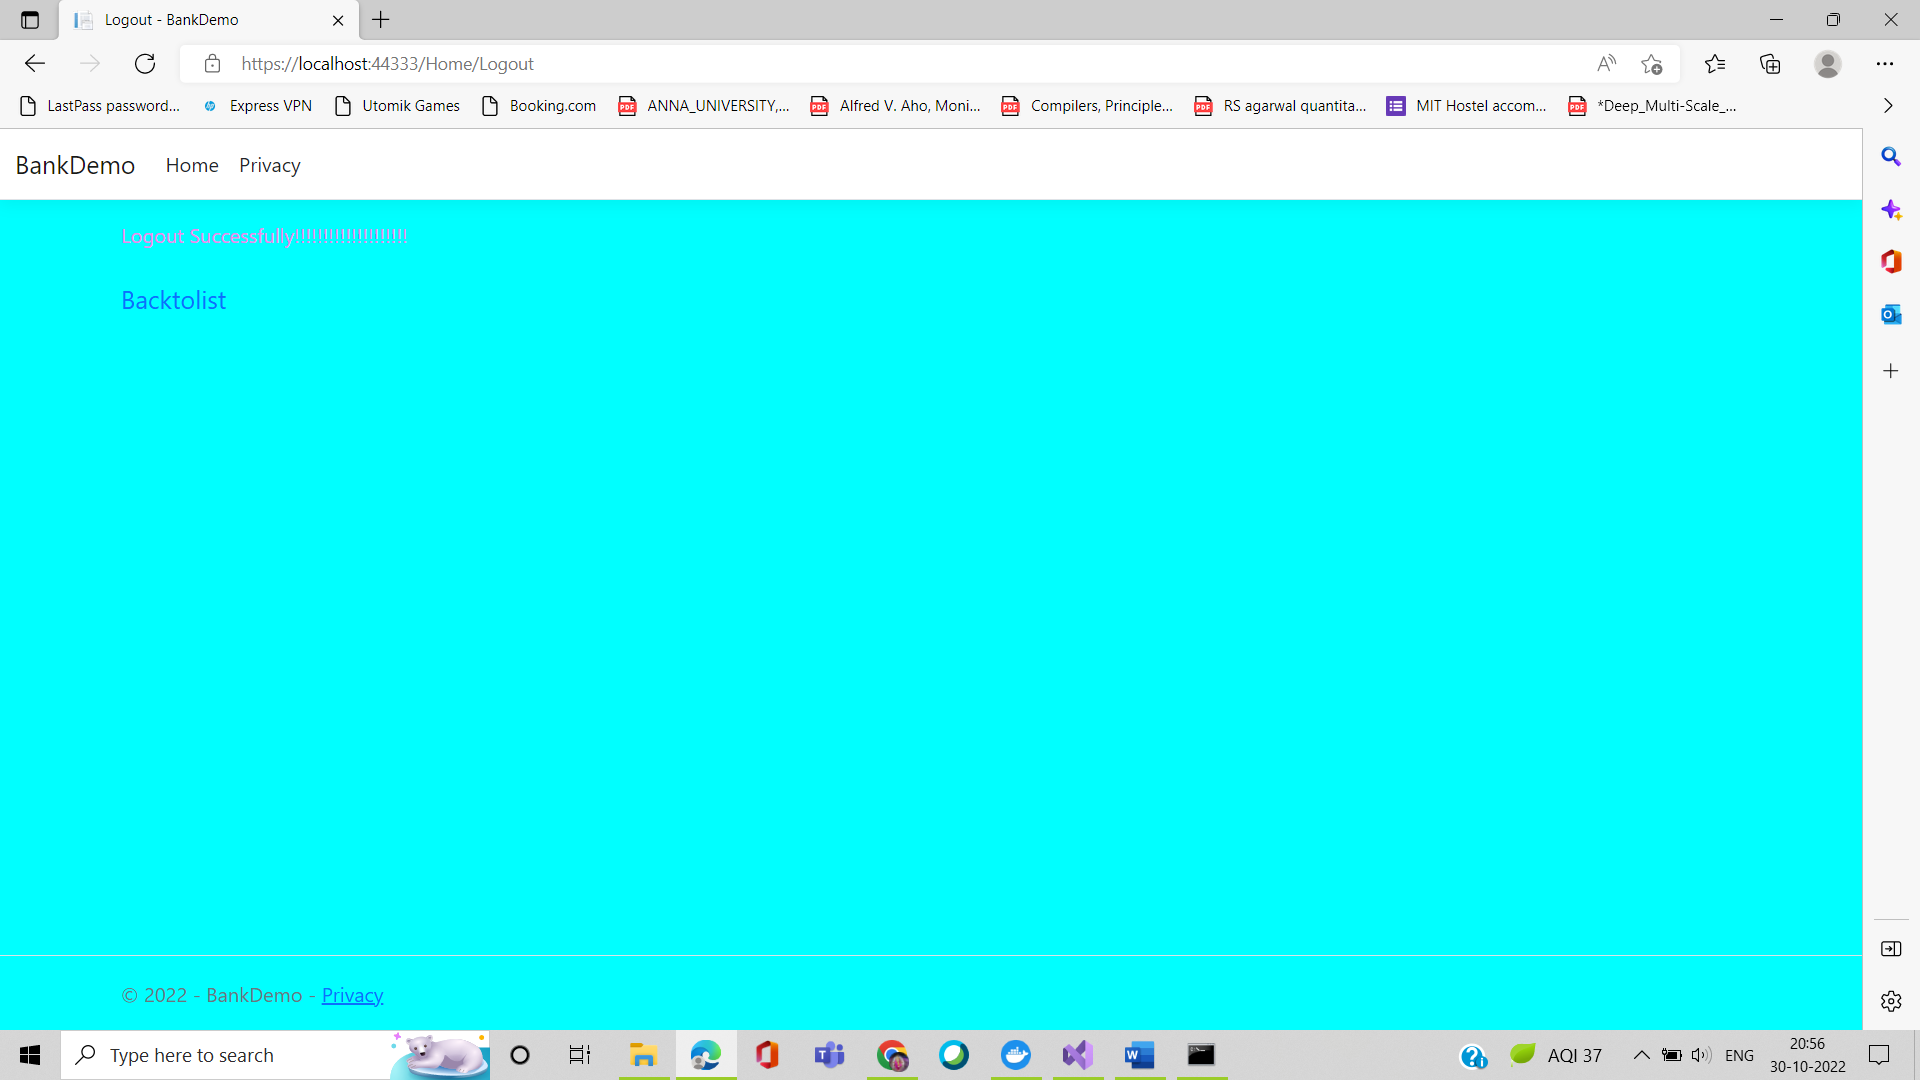 Logout - BankDemo
https://localhost:44333/Home/Logout
LastPass password... Express VPN Utomik Games Booking.com ANNA_UNIVERSITY,... Alfred V. Aho, Moni... Compilers, Principle... RS agarwal quantita... MIT Hostel accom... *Deep_Multi-Scale_...
BankDemo Home Privacy
Logout Successfully!!!!!!!!!!!!!!!!!!!!
Backtolist
© 2022 - BankDemo - Privacy
Type here to search
AQI 37 ENG 20:56
30-10-2022